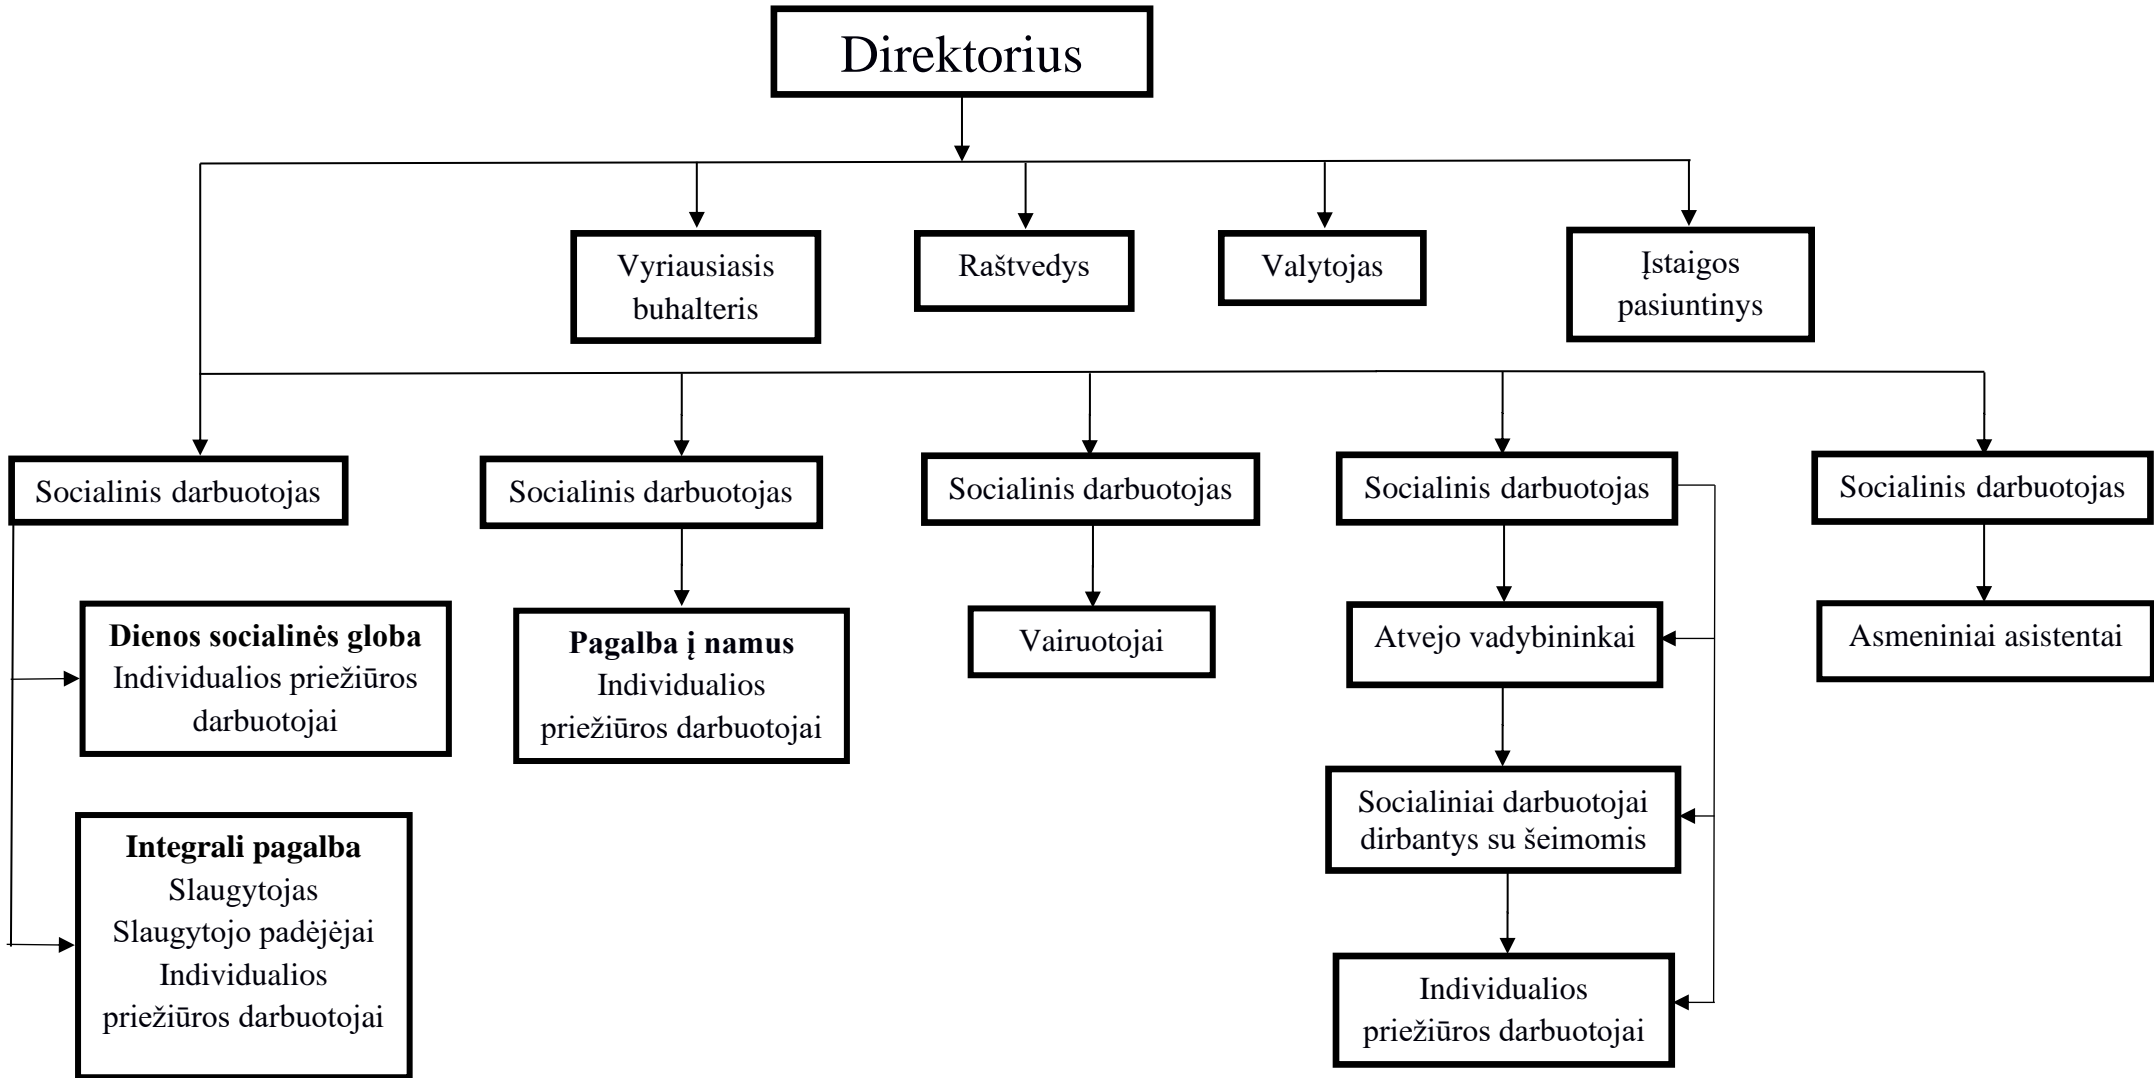 Direktorius
Vyriausiasis
buhalteris
Raštvedys
Valytojas
Įstaigos
pasiuntinys
Socialinis darbuotojas
Socialinis darbuotojas
Socialinis darbuotojas
Socialinis darbuotojas
Socialinis darbuotojas
Dienos socialinės globa
Individualios priežiūros
darbuotojai
Pagalba į namus
Individualios
priežiūros darbuotojai
Vairuotojai
Atvejo vadybininkai
Asmeniniai asistentai
Integrali pagalba
Slaugytojas
Slaugytojo padėjėjai
Individualios
priežiūros darbuotojai
Socialiniai darbuotojai
dirbantys su šeimomis
Individualios
priežiūros darbuotojai